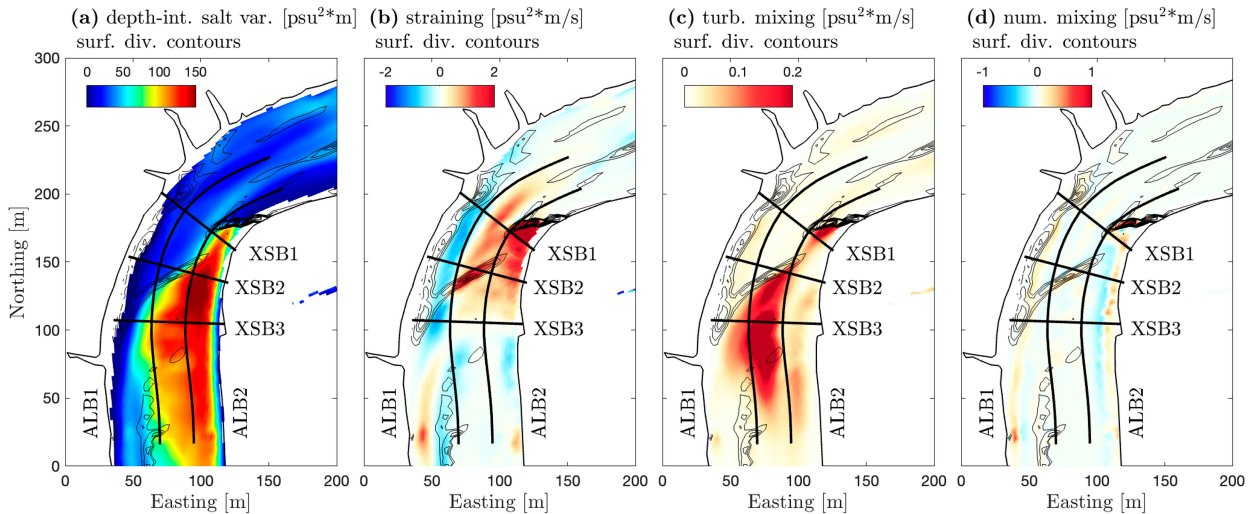 (a) depth-int. salt var. [psu²*m]
surf. div. contours
(b) straining [psu²*m/s]
surf. div. contours
(c) turb. mixing [psu²*m/s]
surf. div. contours
(d) num. mixing [psu²*m/s]
surf. div. contours
0 50 100 150
-2 0 2
0 0.1 0.2
-1 0 1
Northing [m]
300
250
200
150
100
50
0
XSB1
XSB2
XSB3
ALB1
ALB2
0 50 100 150 200
Easting [m]
XSB1
XSB2
XSB3
ALB1
ALB2
0 50 100 150 200
Easting [m]
XSB1
XSB2
XSB3
ALB1
ALB2
0 50 100 150 200
Easting [m]
XSB1
XSB2
XSB3
ALB1
ALB2
0 50 100 150 200
Easting [m]